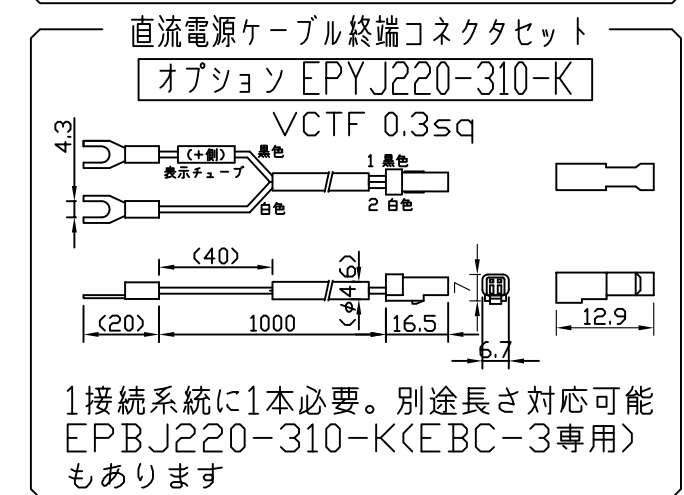 直流電源ケーブル終端コネクタセット
オプション EPYJ220-310-K
VCTF 0.3sq
4.3
(+側)
黒色
表示チューブ
白色
1 黒色
2 白色
(40)
(φ4.6)
7
(20)
1000
16.5
6.7
12.9
1接続系統に1本必要。別途長さ対応可能
EPBJ220-310-K(EBC-3専用)
もあります